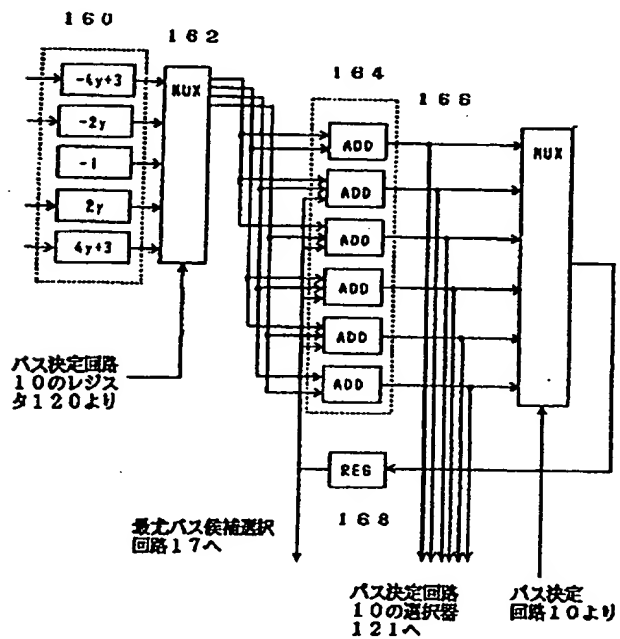 160
162
-4y+3
-2y
-1
2y
4y+3
MUX
164
166
ADD
ADD
ADD
ADD
ADD
ADD
MUX
パス決定回路
10のレジス
タ120より
REG
168
最尤パス候補選択
回路17へ
パス決定回路
10の選択器
121へ
パス決定
回路10より